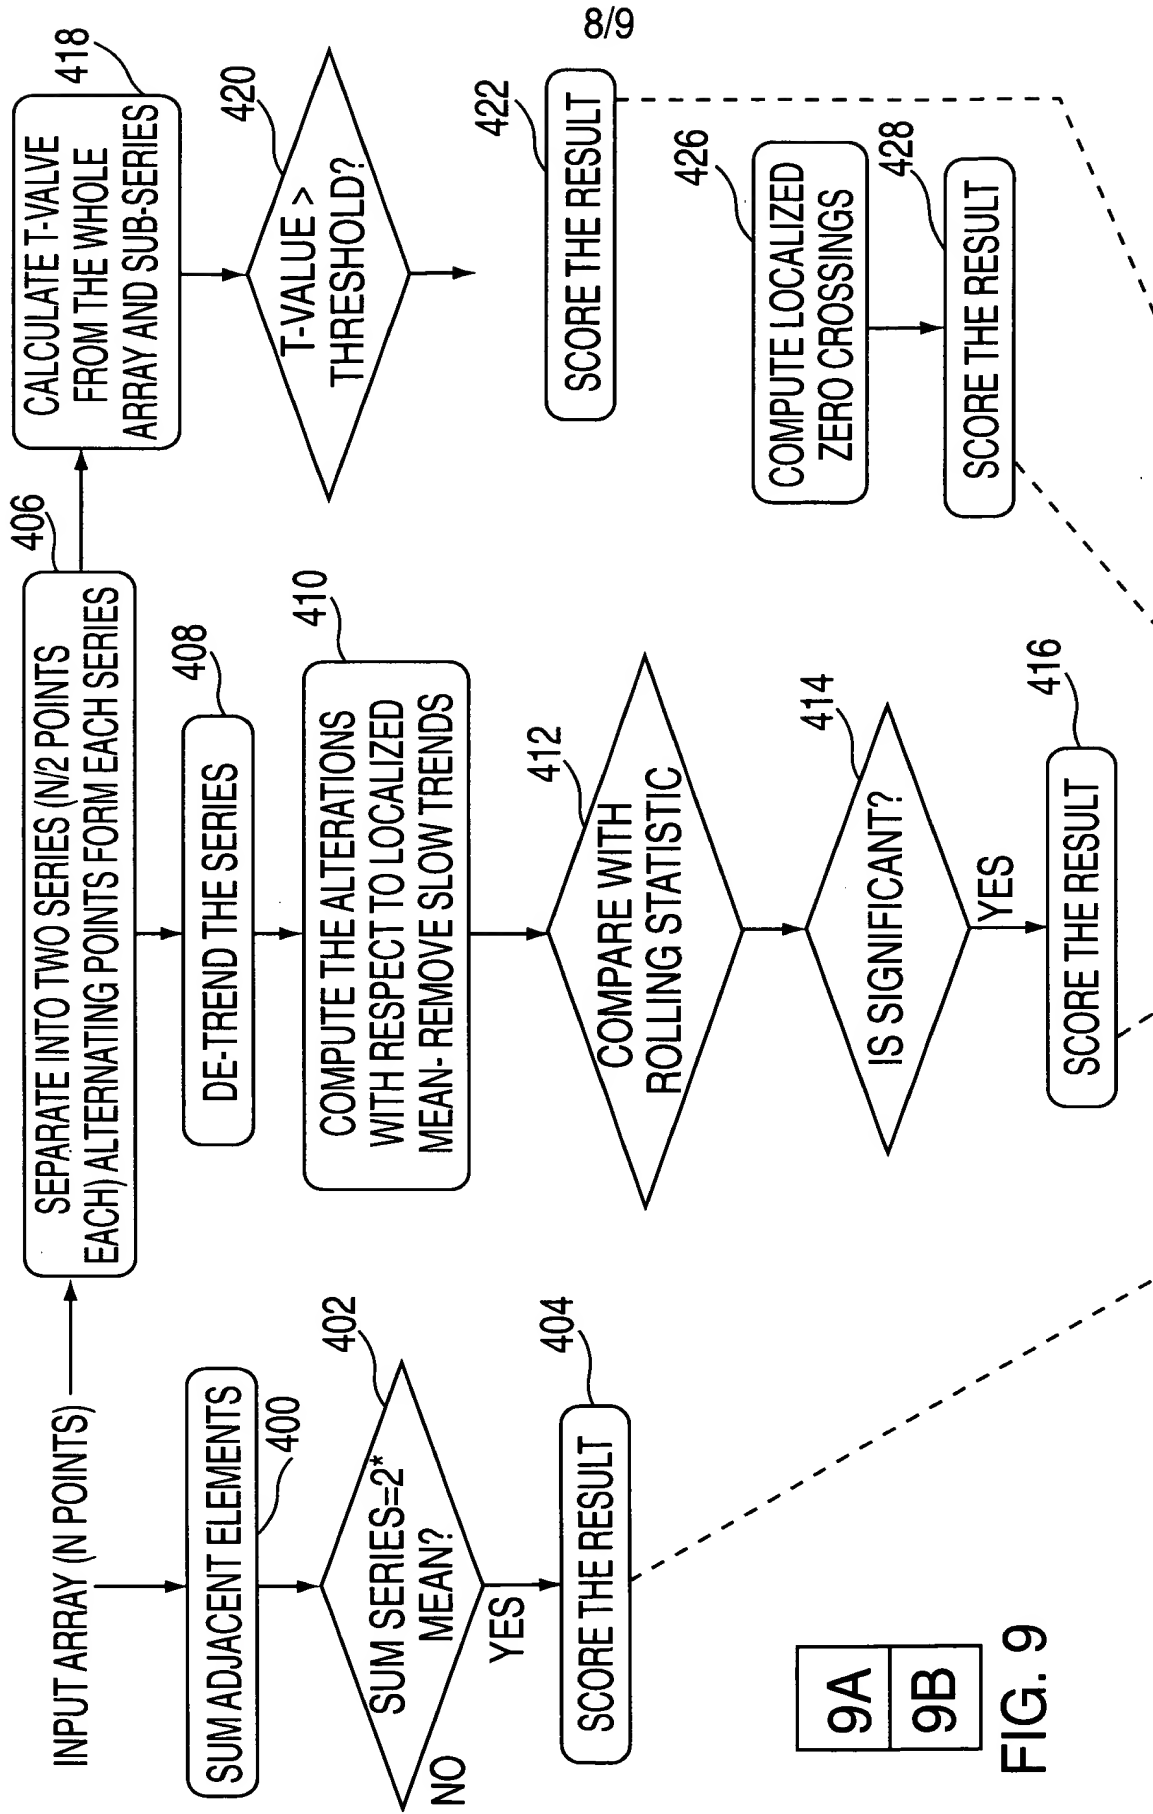 8/9
INPUT ARRAY (N POINTS)
SUM ADJACENT ELEMENTS
400
SUM SERIES=2*
MEAN?
402
NO
YES
SCORE THE RESULT
404
SEPARATE INTO TWO SERIES (N/2 POINTS
EACH) ALTERNATING POINTS FORM EACH SERIES
406
DE-TREND THE SERIES
408
COMPUTE THE ALTERATIONS
WITH RESPECT TO LOCALIZED
MEAN- REMOVE SLOW TRENDS
410
COMPARE WITH
ROLLING STATISTIC
412
IS SIGNIFICANT?
414
YES
SCORE THE RESULT
416
CALCULATE T-VALVE
FROM THE WHOLE
ARRAY AND SUB-SERIES
418
T-VALUE >
THRESHOLD?
420
SCORE THE RESULT
422
COMPUTE LOCALIZED
ZERO CROSSINGS
426
SCORE THE RESULT
428
9A
9B
FIG. 9